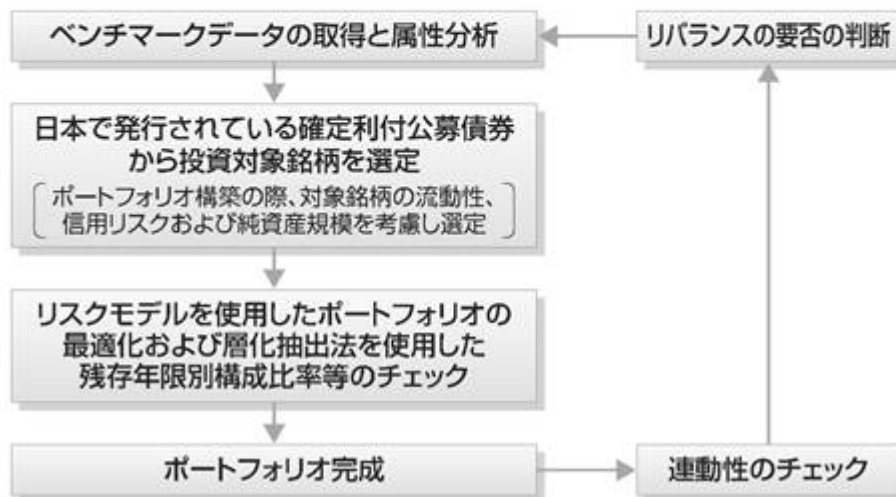 ベンチマークデータの取得と属性分析
リバランスの要否の判断
日本で発行されている確定利付公募債券
から投資対象銘柄を選定
ポートフォリオ構築の際、対象銘柄の流動性、
信用リスクおよび純資産規模を考慮し選定
リスクモデルを使用したポートフォリオの
最適化および層化抽出法を使用した
残存年限別構成比率等のチェック
ポートフォリオ完成
連動性のチェック